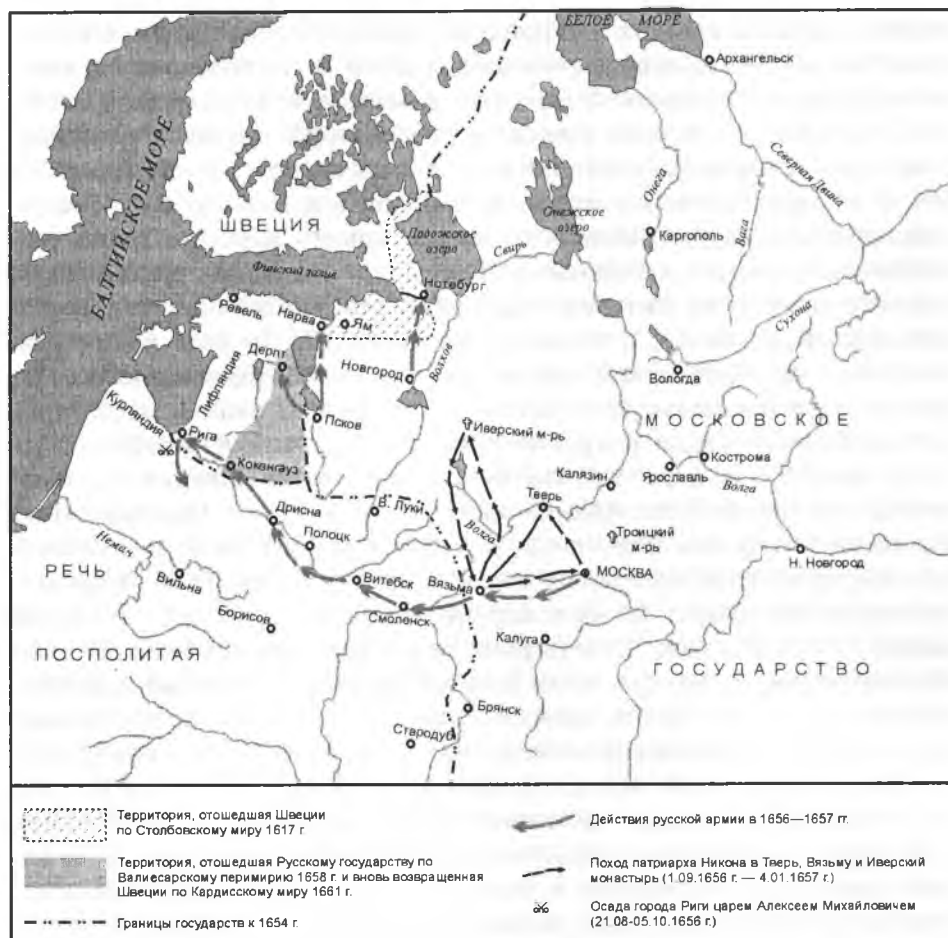 БЕЛОЕ МОРЕ
Архангельск
Северная Двина
Онега
Вага
БАЛТИЙСКОЕ МОРЕ
ШВЕЦИЯ
Ладожское
озеро
Онежское
озеро
Каргополь
Свирь
Финский залив
Нотебург
Ревель
Нарва
Ям
Сухона
Дерпт
Новгород
Волхов
Вологда
Лифляндия
Курляндия
Псков
Рига
Иверский м-рь
МОСКОВСКОЕ
Кокангауз
Кострома
Калязин
Ярославль
Волга
Тверь
В. Луки
Дрисна
Волга
Троицкий
м-рь
Полоцк
Нежан
Н. Новгород
РЕЧЬ
Вильна
Витебск
Вязьма
МОСКВА
Смоленск
Борисов
Калуга
ПОСПОЛИТАЯ
ГОСУДАРСТВО
Брянск
Стародуб
Территория, отошедшая Швеции
по Столбовскому миру 1617 г.
Территория, отошедшая Русскому государству по
Валиесарскому перимирию 1658 г. и вновь возвращенная
Швеции по Кардисскому миру 1661 г.
Границы государств к 1654 г.
Действия русской армии в 1656—1657 гг.
Поход патриарха Никона в Тверь, Вязьму и Иверский
монастырь (1.09.1656 г. — 4.01.1657 г.)
Осада города Риги царем Алексеем Михайловичем
(21.08-05.10.1656 г.)